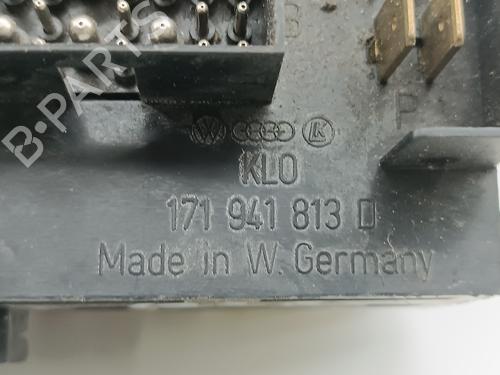 B
P
B-PARTS
KLO
171 941 813 D
Made in W. Germany